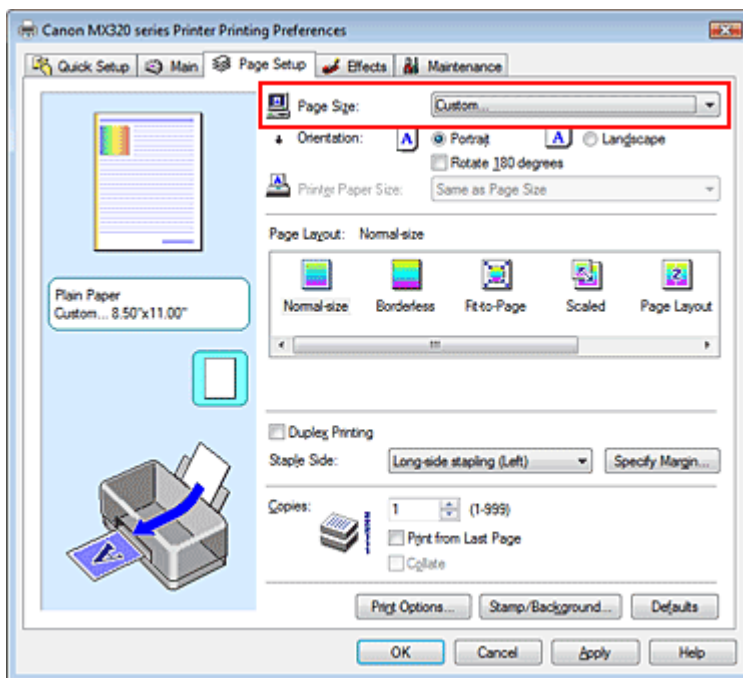 Canon MX320 series Printer Printing Preferences
Quick Setup Main Page Setup Effects Maintenance
Page Size: Custom...
Orientation: A Portrait A Landscape
Rotate 180 degrees
Printer Paper Size: Same as Page Size
Page Layout: Normal-size
Normal-size Borderless Fit-to-Page Scaled Page Layout
Plain Paper
Custom... 8.50"x11.00"
Duplex Printing
Staple Side: Long-side stapling (Left) Specify Margin...
Copies: 1 (1-999)
Print from Last Page
Collate
A
Print Options... Stamp/Background... Defaults
OK Cancel Apply Help